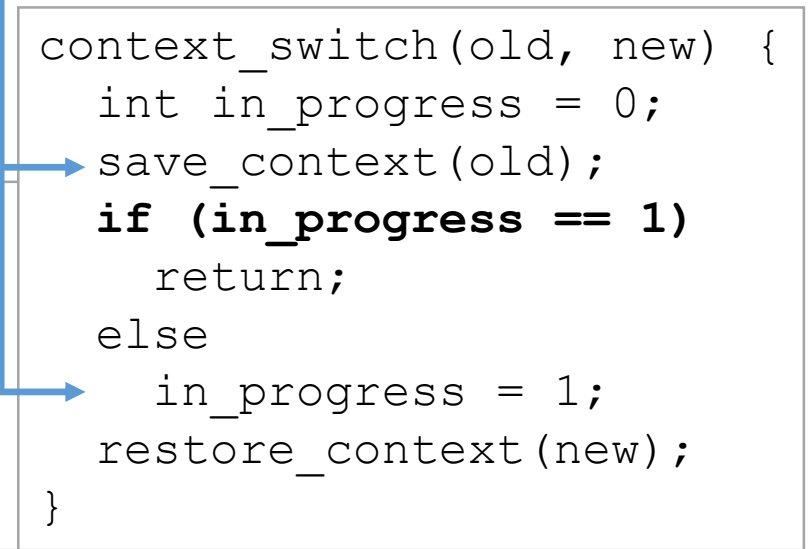 context_switch(old, new) {
  int in_progress = 0;
  save_context(old);
  if (in_progress == 1)
    return;
  else
    in_progress = 1;
  restore_context(new);
}